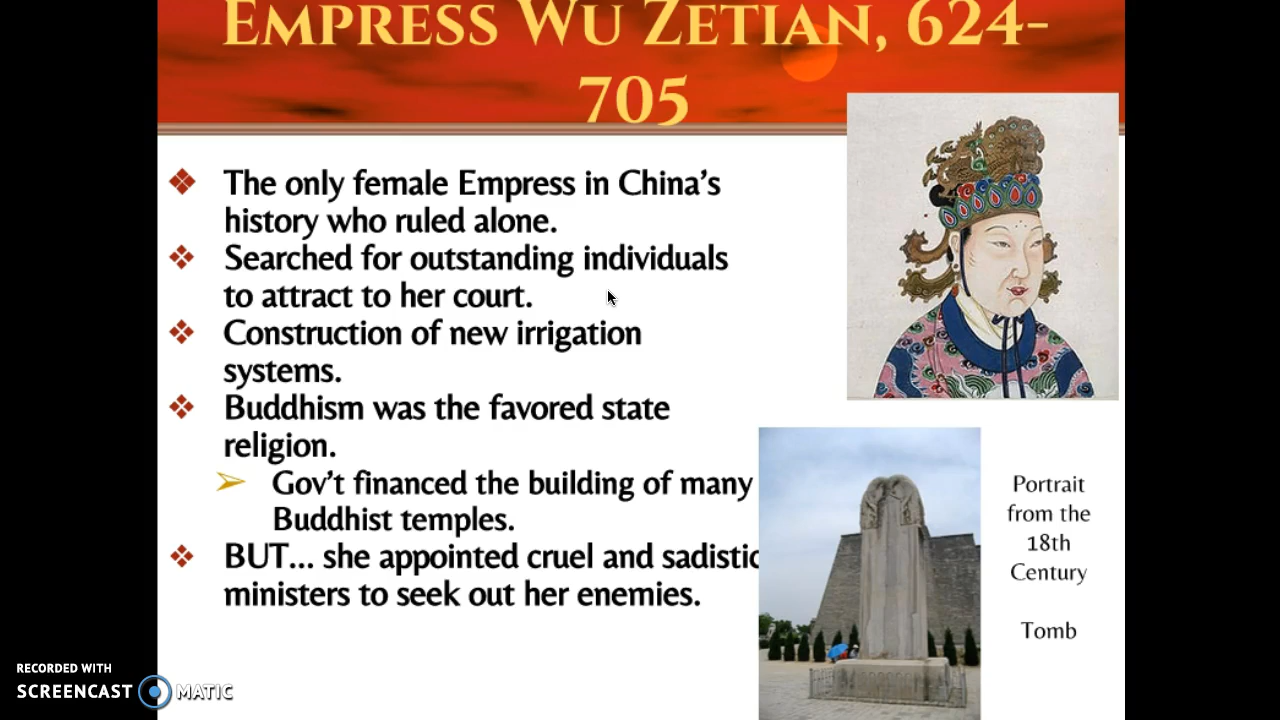 Empress Wu Zetian, 624-
705
❖ The only female Empress in China's
history who ruled alone.
❖ Searched for outstanding individuals
to attract to her court.
❖ Construction of new irrigation
systems.
❖ Buddhism was the favored state
religion.
➢ Gov't financed the building of many
Buddhist temples.
❖ BUT... she appointed cruel and sadistic
ministers to seek out her enemies.
Portrait
from the
18th
Century
Tomb
RECORDED WITH
SCREENCAST MATIC